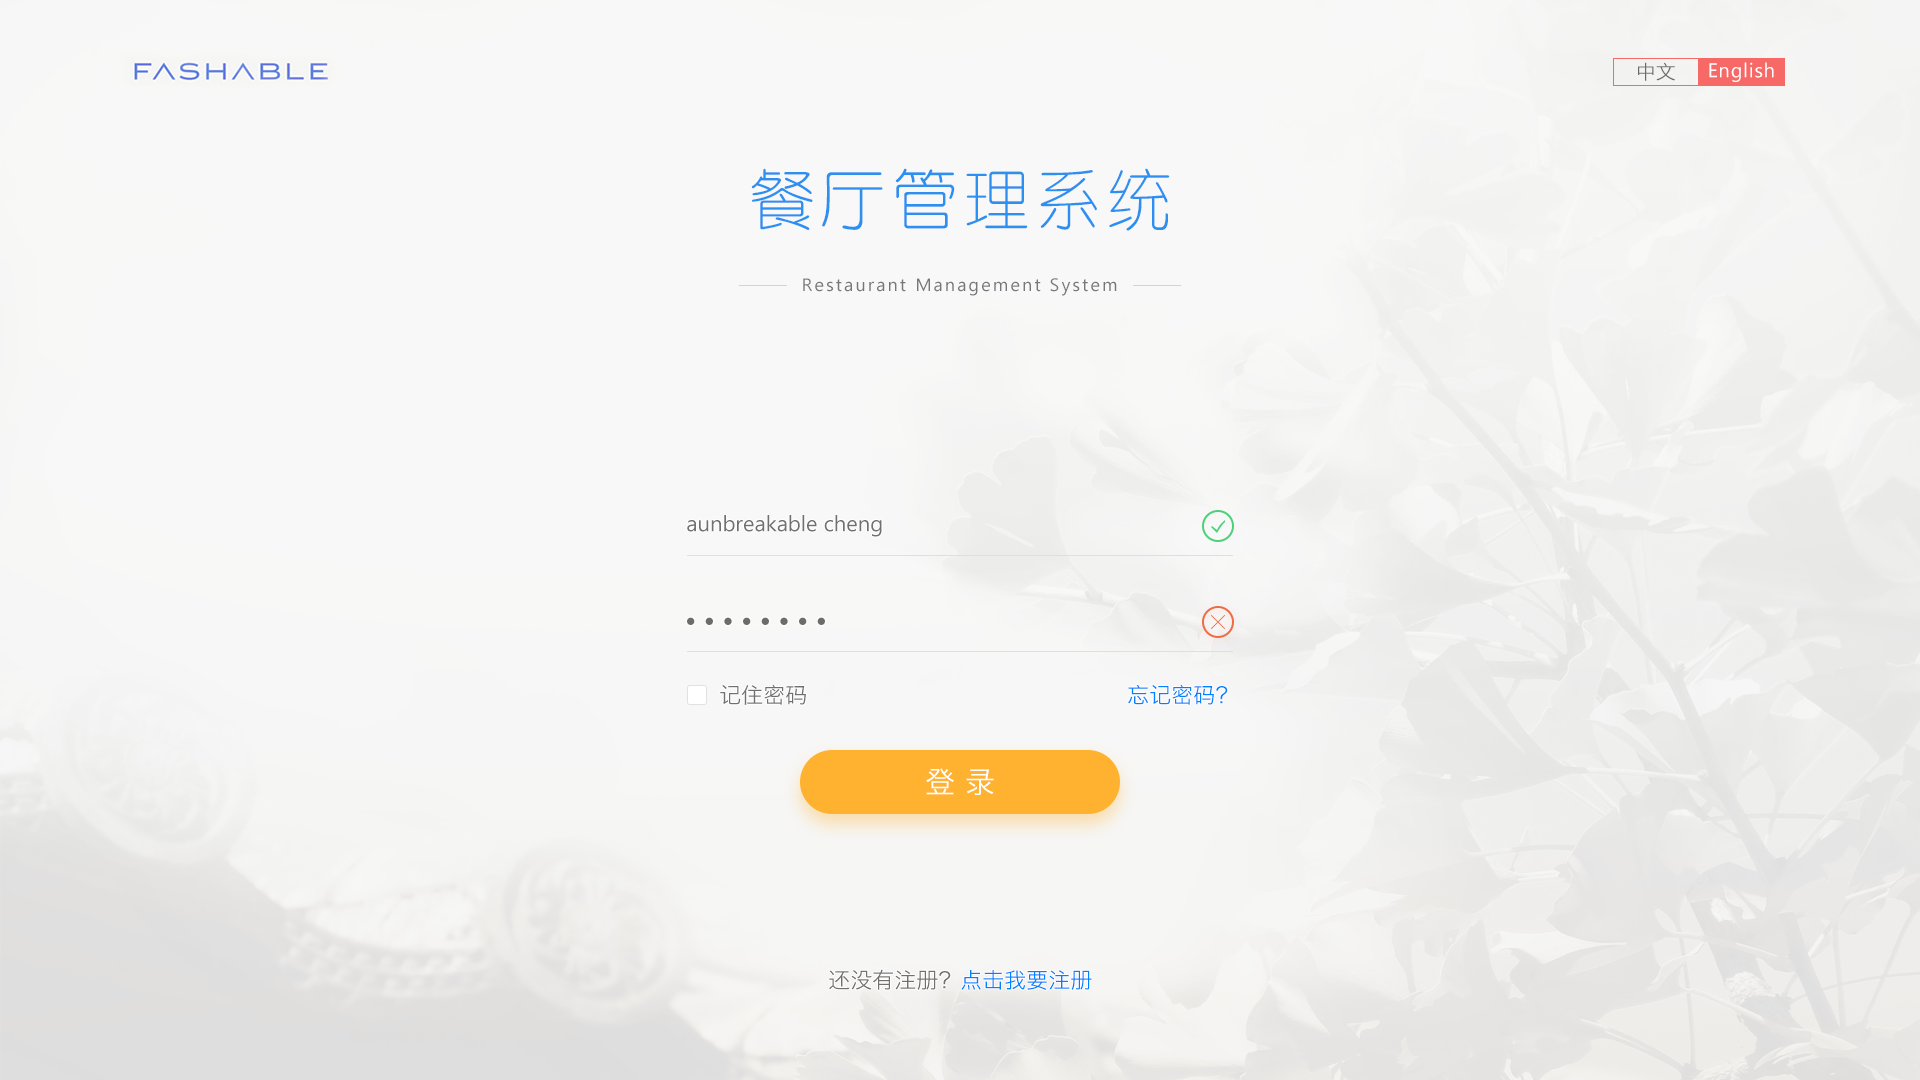 FASHABLE
中文 English
餐厅管理系统
Restaurant Management System
aunbreakable cheng
••••••••
记住密码 忘记密码?
登录
还没有注册? 点击我要注册